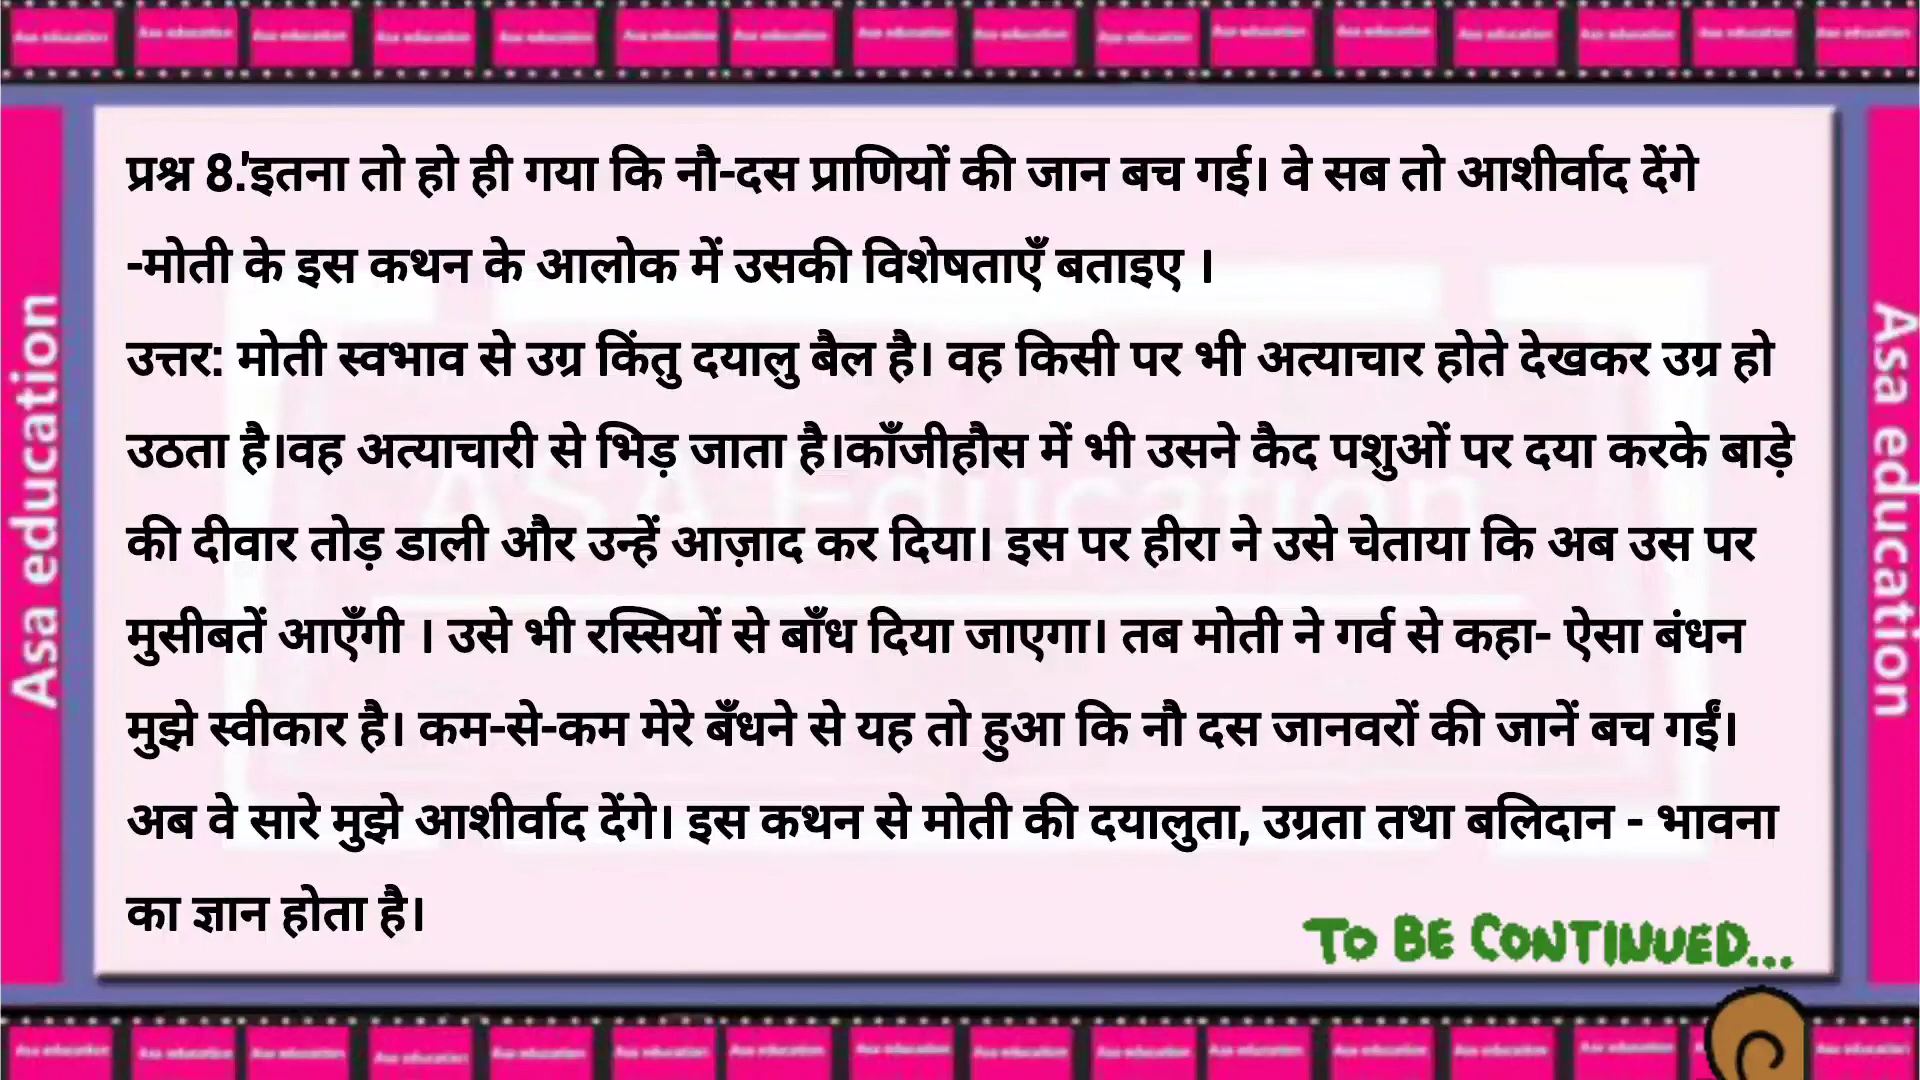 प्रश्न 8.'इतना तो हो ही गया कि नौ-दस प्राणियों की जान बच गई। वे सब तो आशीर्वाद देंगे
-मोती के इस कथन के आलोक में उसकी विशेषताएँ बताइए ।
उत्तर: मोती स्वभाव से उग्र किंतु दयालु बैल है। वह किसी पर भी अत्याचार होते देखकर उग्र हो
उठता है।वह अत्याचारी से भिड़ जाता है।काँजीहौस में भी उसने कैद पशुओं पर दया करके बाड़े
की दीवार तोड़ डाली और उन्हें आज़ाद कर दिया। इस पर हीरा ने उसे चेताया कि अब उस पर
मुसीबतें आएँगी । उसे भी रस्सियों से बाँध दिया जाएगा। तब मोती ने गर्व से कहा- ऐसा बंधन
मुझे स्वीकार है। कम-से-कम मेरे बँधने से यह तो हुआ कि नौ दस जानवरों की जानें बच गईं।
अब वे सारे मुझे आशीर्वाद देंगे। इस कथन से मोती की दयालुता, उग्रता तथा बलिदान - भावना
का ज्ञान होता है।
TO BE CONTINUED...
Asa education
Asa education
ASA Education